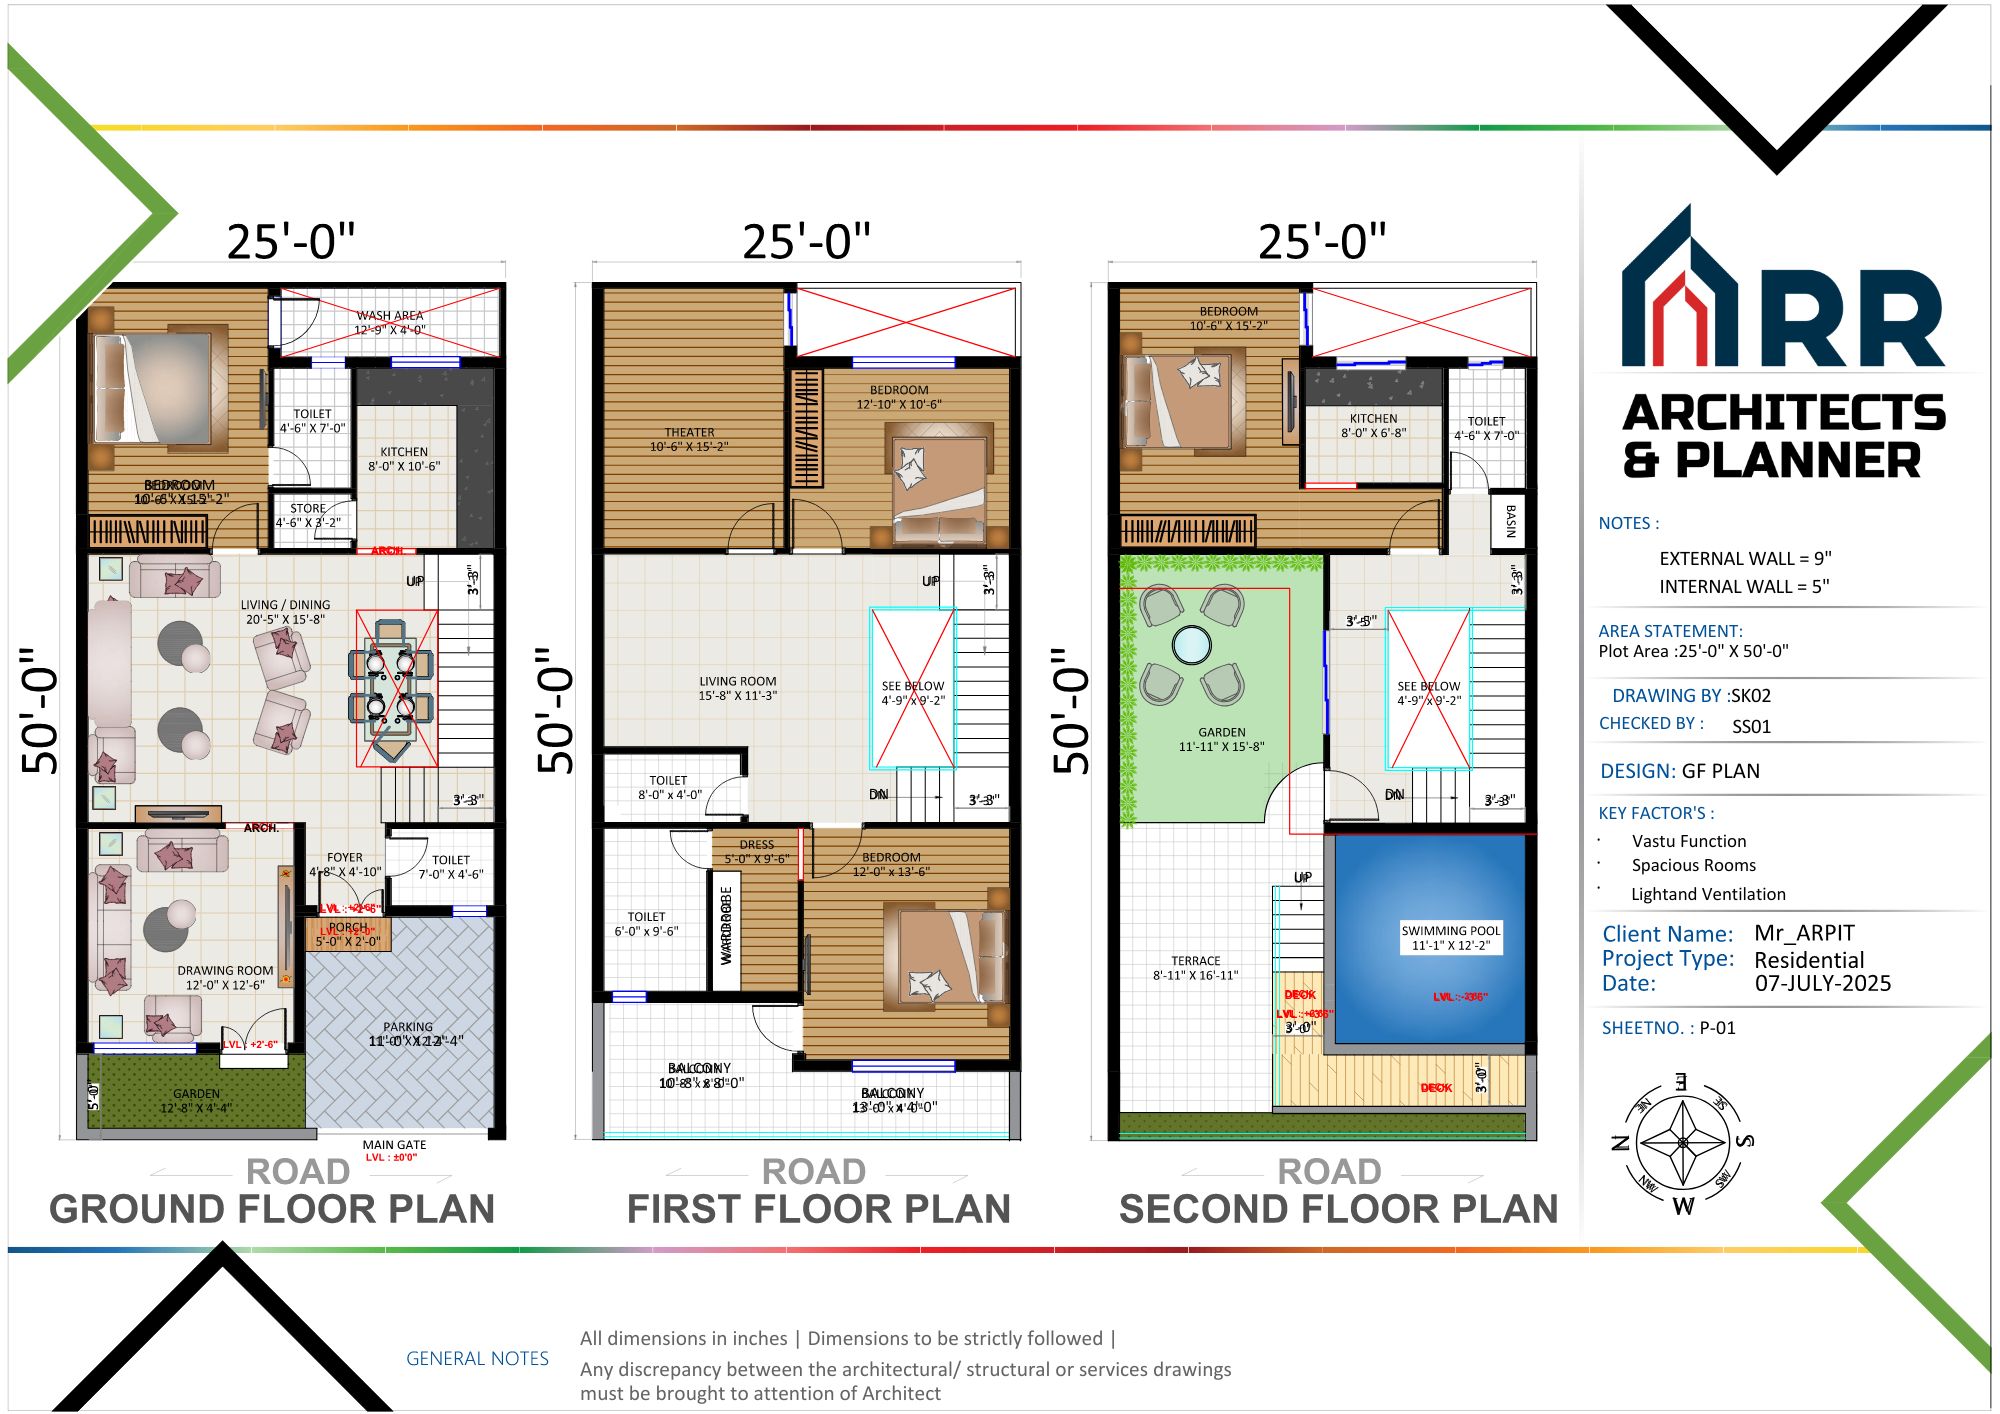 25'-0"
50'-0"
WASH AREA
12'-9" X 4'-0"
TOILET
4'-6" X 7'-0"
KITCHEN
8'-0" X 10'-6"
BEDROOM
10'-6" X 15'-2"
STORE
4'-6" X 3'-2"
ARCH
UP
3'-3"
LIVING / DINING
20'-5" X 15'-8"
3'-3"
ARCH.
FOYER
4'-8" X 4'-10"
TOILET
7'-0" X 4'-6"
LVL : +2'-6"
PORCH
LVL : +2'-0"
5'-0" X 2'-0"
DRAWING ROOM
12'-0" X 12'-6"
PARKING
LVL : +2'-6"
GARDEN
12'-8" X 4'-4"
5'-0"
MAIN GATE
LVL : ±0'0"
ROAD
GROUND FLOOR PLAN
25'-0"
50'-0"
BEDROOM
12'-10" X 10'-6"
THEATER
10'-6" X 15'-2"
UP
3'-3"
LIVING ROOM
15'-8" X 11'-3"
SEE BELOW
4'-9" x 9'-2"
TOILET
8'-0" x 4'-0"
DN
3'-3"
DRESS
5'-0" X 9'-6"
BEDROOM
12'-0" x 13'-6"
WARDROBE
TOILET
6'-0" x 9'-6"
BALCONY
BALCONY
13'-0" x 4'-0"
ROAD
FIRST FLOOR PLAN
25'-0"
50'-0"
BEDROOM
10'-6" X 15'-2"
KITCHEN
8'-0" X 6'-8"
TOILET
4'-6" X 7'-0"
BASIN
3'-3"
3'-5"
SEE BELOW
4'-9" x 9'-2"
GARDEN
11'-11" X 15'-8"
DN
3'-3"
UP
SWIMMING POOL
11'-1" X 12'-2"
TERRACE
8'-11" X 16'-11"
DECK
3'-0"
DECK
3'-0"
ROAD
SECOND FLOOR PLAN
RR
ARCHITECTS
& PLANNER
NOTES :
EXTERNAL WALL = 9"
INTERNAL WALL = 5"
AREA STATEMENT:
Plot Area :25'-0" X 50'-0"
DRAWING BY :SK02
CHECKED BY : SS01
DESIGN: GF PLAN
KEY FACTOR'S :
· Vastu Function
· Spacious Rooms
· Lightand Ventilation
Client Name: Mr_ARPIT
Project Type: Residential
Date: 07-JULY-2025
SHEETNO. : P-01
E
NE
SE
N
S
W
GENERAL NOTES
All dimensions in inches | Dimensions to be strictly followed |
Any discrepancy between the architectural/ structural or services drawings
must be brought to attention of Architect